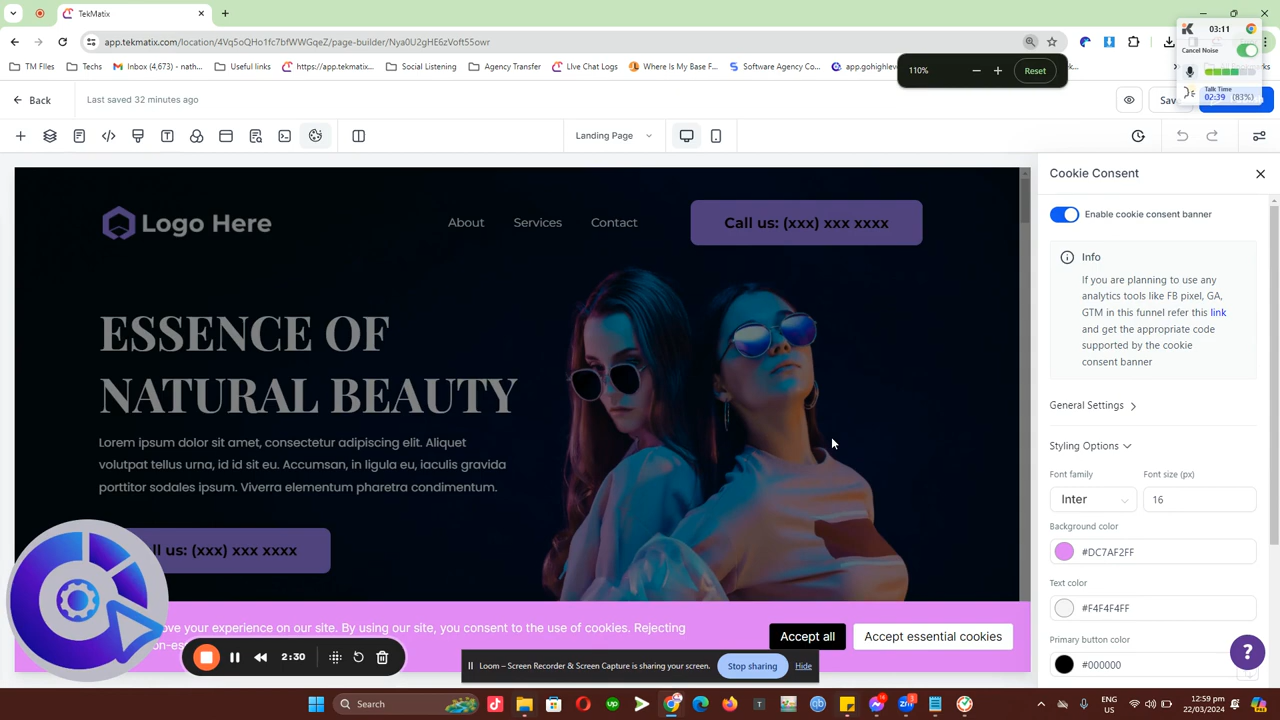 TekMatix
03:11
app.tekmatix.com/location/4Vq5oQHo1fc7bfWWGqeZ/page-builder/Nya0U2gHE6zVoft55owr
Cancel Noise
TM Files
Techs
Inbox (4,673) - nath...
Useful links
https://app.tekmatix...
Social Listening
Agency Transfer
LIve Chat Logs
Where Is My Base F...
Software Agency Co...
app.gohighleve
110%
Reset
Talk Time
02:39 (83%)
Back
Last saved 32 minutes ago
Landing Page
Cookie Consent
Enable cookie consent banner
Logo Here
About
Services
Contact
Call us: (xxx) xxx xxxx
Info
If you are planning to use any
analytics tools like FB pixel, GA,
GTM in this funnel refer this link
and get the appropriate code
supported by the cookie
consent banner
ESSENCE OF
NATURAL BEAUTY
General Settings
Lorem ipsum dolor sit amet, consectetur adipiscing elit. Aliquet
volutpat tellus urna, id id sit eu. Accumsan, in ligula eu, iaculis gravida
porttitor sodales ipsum. Viverra elementum pharetra condimentum.
Styling Options
Font family
Font size (px)
Inter
16
Background color
#DC7AF2FF
us: (xxx) xxx xxxx
Text color
#F4F4F4FF
ove your experience on our site. By using our site, you consent to the use of cookies. Rejecting
Accept all
Accept essential cookies
Primary button color
#000000
2:30
Loom – Screen Recorder & Screen Capture is sharing your screen.
Stop sharing
Hide
?
Search
ENG
US
12:59 pm
22/03/2024